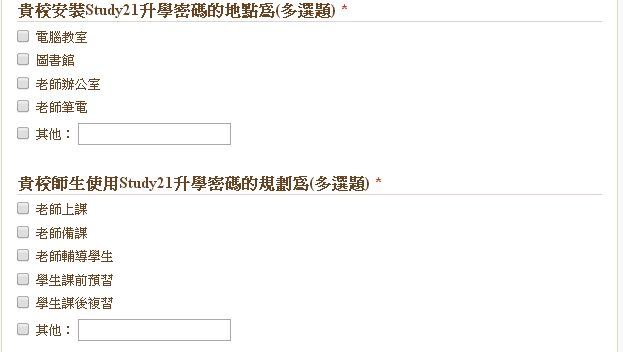 貴校安裝Study21升學密碼的地點為(多選題) *
電腦教室
圖書館
老師辦公室
老師筆電
其他：
貴校師生使用Study21升學密碼的規劃為(多選題) *
老師上課
老師備課
老師輔導學生
學生課前預習
學生課後複習
其他：